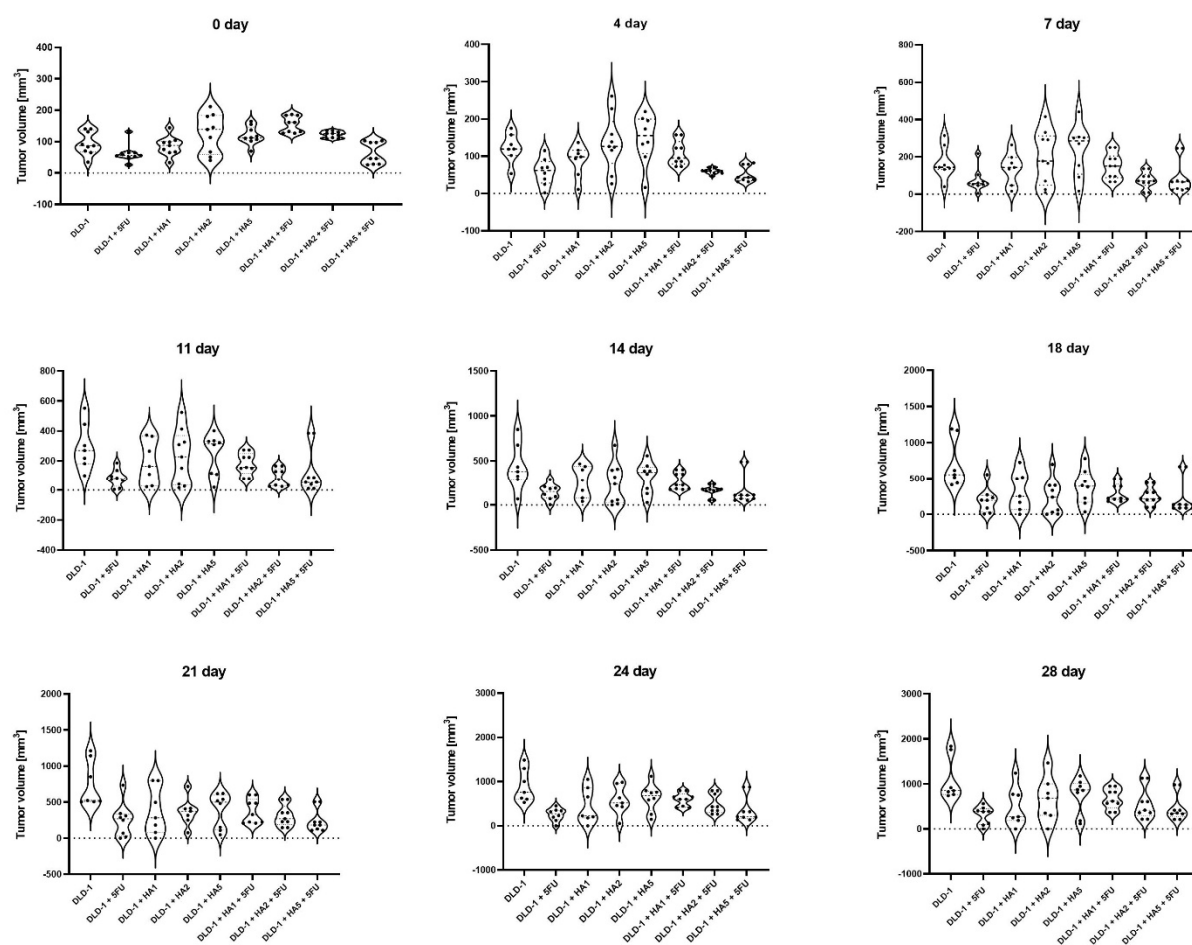 0 day
Tumor volume [mm³]
400
300
200
100
0
-100
DLD-1
DLD-1 + 5FU
DLD-1 + HA1
DLD-1 + HA2
DLD-1 + HA5
DLD-1 + HA1 + 5FU
DLD-1 + HA2 + 5FU
DLD-1 + HA5 + 5FU
4 day
Tumor volume [mm³]
400
300
200
100
0
-100
DLD-1
DLD-1 + 5FU
DLD-1 + HA1
DLD-1 + HA2
DLD-1 + HA5
DLD-1 + HA1 + 5FU
DLD-1 + HA2 + 5FU
DLD-1 + HA5 + 5FU
7 day
Tumor volume [mm³]
800
600
400
200
0
-200
DLD-1
DLD-1 + 5FU
DLD-1 + HA1
DLD-1 + HA2
DLD-1 + HA5
DLD-1 + HA1 + 5FU
DLD-1 + HA2 + 5FU
DLD-1 + HA5 + 5FU
11 day
Tumor volume [mm³]
800
600
400
200
0
-200
-400
DLD-1
DLD-1 + 5FU
DLD-1 + HA1
DLD-1 + HA2
DLD-1 + HA5
DLD-1 + HA1 + 5FU
DLD-1 + HA2 + 5FU
DLD-1 + HA5 + 5FU
14 day
Tumor volume [mm³]
1500
1000
500
0
-500
DLD-1
DLD-1 + 5FU
DLD-1 + HA1
DLD-1 + HA2
DLD-1 + HA5
DLD-1 + HA1 + 5FU
DLD-1 + HA2 + 5FU
DLD-1 + HA5 + 5FU
18 day
Tumor volume [mm³]
2000
1500
1000
500
0
-500
DLD-1
DLD-1 + 5FU
DLD-1 + HA1
DLD-1 + HA2
DLD-1 + HA5
DLD-1 + HA1 + 5FU
DLD-1 + HA2 + 5FU
DLD-1 + HA5 + 5FU
21 day
Tumor volume [mm³]
2000
1500
1000
500
0
-500
DLD-1
DLD-1 + 5FU
DLD-1 + HA1
DLD-1 + HA2
DLD-1 + HA5
DLD-1 + HA1 + 5FU
DLD-1 + HA2 + 5FU
DLD-1 + HA5 + 5FU
24 day
Tumor volume [mm³]
3000
2000
1000
0
-1000
DLD-1
DLD-1 + 5FU
DLD-1 + HA1
DLD-1 + HA2
DLD-1 + HA5
DLD-1 + HA1 + 5FU
DLD-1 + HA2 + 5FU
DLD-1 + HA5 + 5FU
28 day
Tumor volume [mm³]
3000
2000
1000
0
-1000
DLD-1
DLD-1 + 5FU
DLD-1 + HA1
DLD-1 + HA2
DLD-1 + HA5
DLD-1 + HA1 + 5FU
DLD-1 + HA2 + 5FU
DLD-1 + HA5 + 5FU